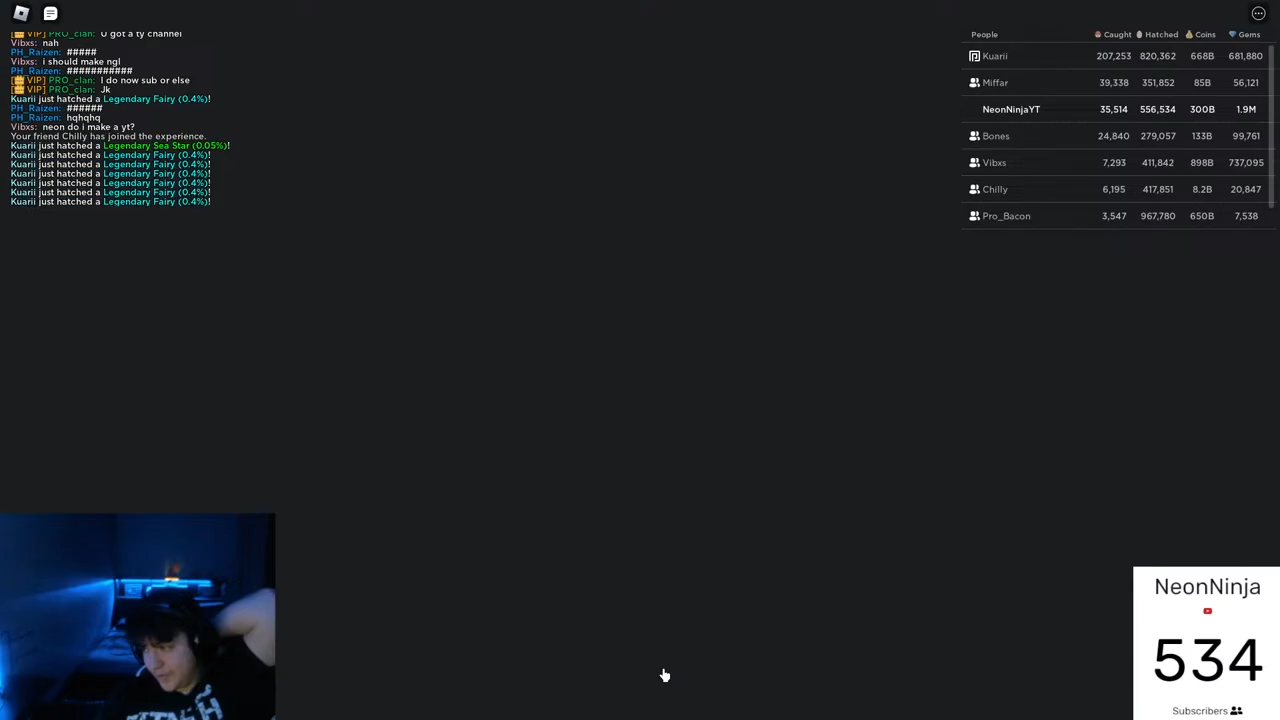 [VIP] PRO_clan: U got a ty channel
Vibxs: nah
PH_Raizen: #####
Vibxs: i should make ngl
PH_Raizen: ###########
[VIP] PRO_clan: I do now sub or else
[VIP] PRO_clan: Jk
Kuarii just hatched a Legendary Fairy (0.4%)!
PH_Raizen: ######
PH_Raizen: hqhqhq
Vibxs: neon do i make a yt?
Your friend Chilly has joined the experience.
Kuarii just hatched a Legendary Sea Star (0.05%)!
Kuarii just hatched a Legendary Fairy (0.4%)!
Kuarii just hatched a Legendary Fairy (0.4%)!
Kuarii just hatched a Legendary Fairy (0.4%)!
Kuarii just hatched a Legendary Fairy (0.4%)!
Kuarii just hatched a Legendary Fairy (0.4%)!
Kuarii just hatched a Legendary Fairy (0.4%)!
People Caught Hatched Coins Gems
Kuarii 207,253 820,362 668B 681,880
Miffar 39,338 351,852 85B 56,121
NeonNinjaYT 35,514 556,534 300B 1.9M
Bones 24,840 279,057 133B 99,761
Vibxs 7,293 411,842 898B 737,095
Chilly 6,195 417,851 8.2B 20,847
Pro_Bacon 3,547 967,780 650B 7,538
NeonNinja
534
Subscribers